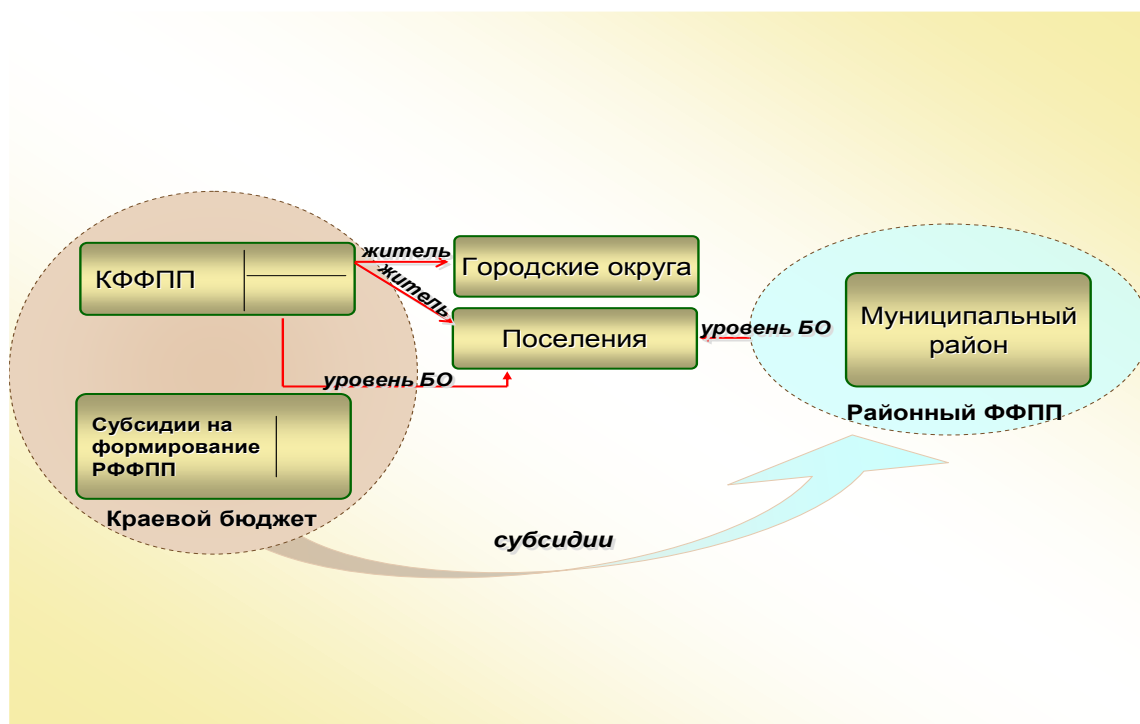 житель
КФФПП
Городские округа
житель
Поселения
уровень БО
Муниципальный
район
уровень БО
Субсидии на
формирование
РФФПП
Районный ФФПП
Краевой бюджет
субсидии